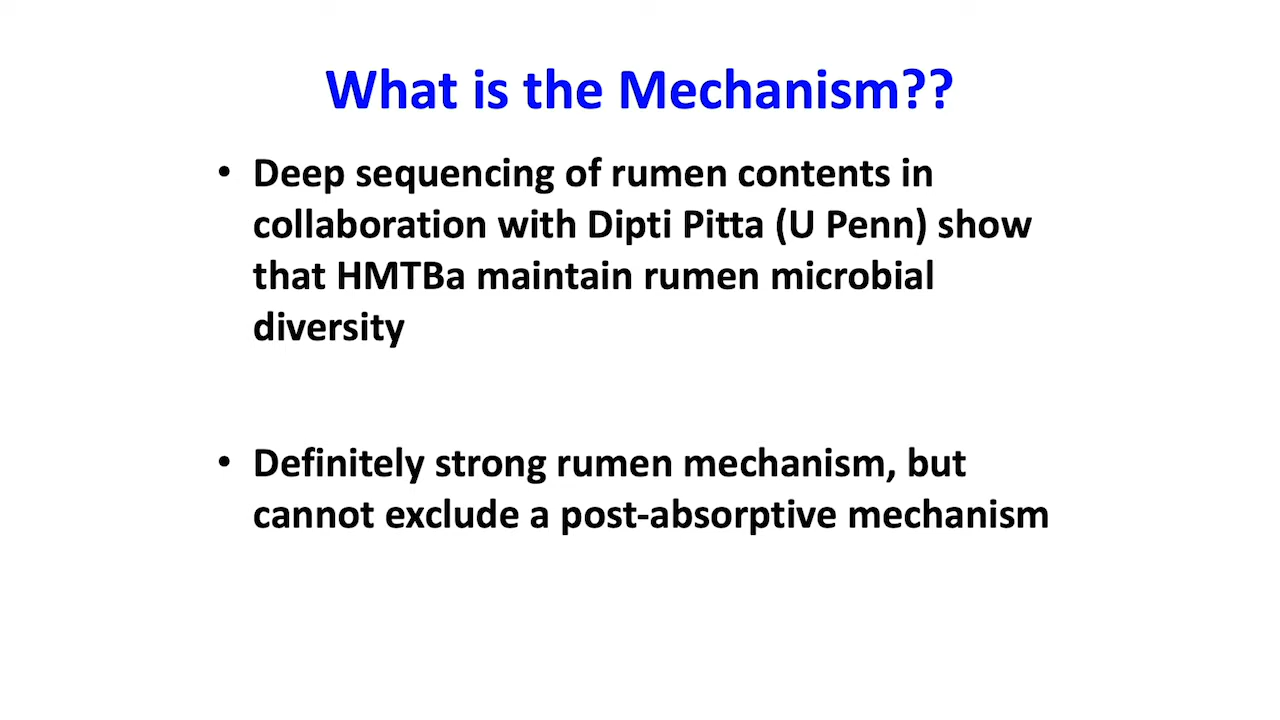 What is the Mechanism??
• Deep sequencing of rumen contents in
collaboration with Dipti Pitta (U Penn) show
that HMTBa maintain rumen microbial
diversity
• Definitely strong rumen mechanism, but
cannot exclude a post-absorptive mechanism